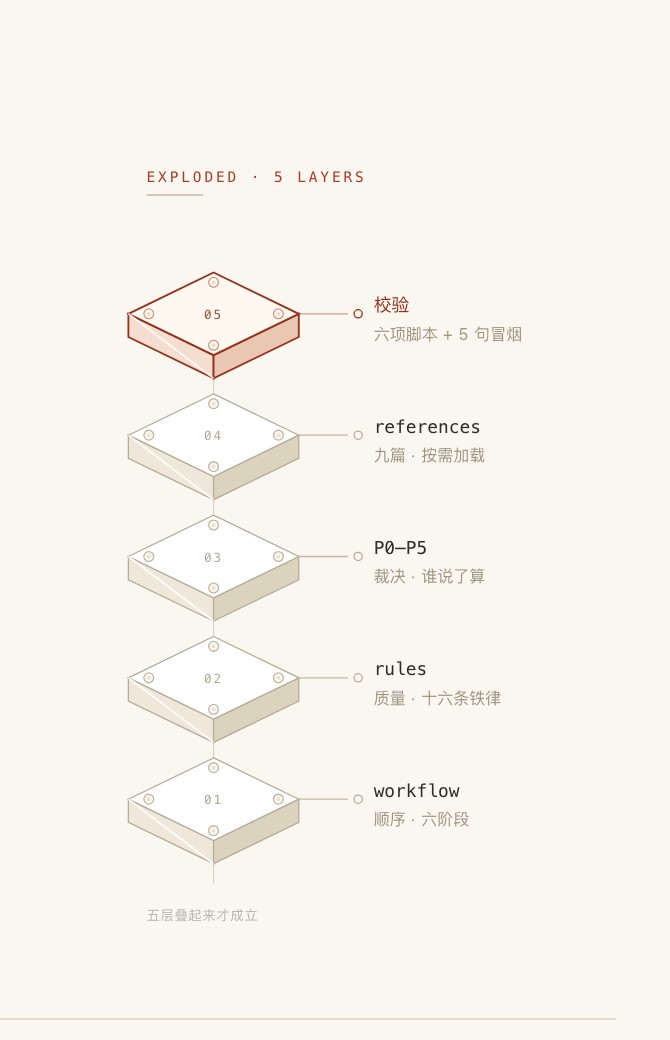 EXPLODED · 5 LAYERS
05
校验
六项脚本 + 5 句冒烟
04
references
九篇 · 按需加载
03
P0—P5
裁决 · 谁说了算
02
rules
质量 · 十六条铁律
01
workflow
顺序 · 六阶段
五层叠起来才成立